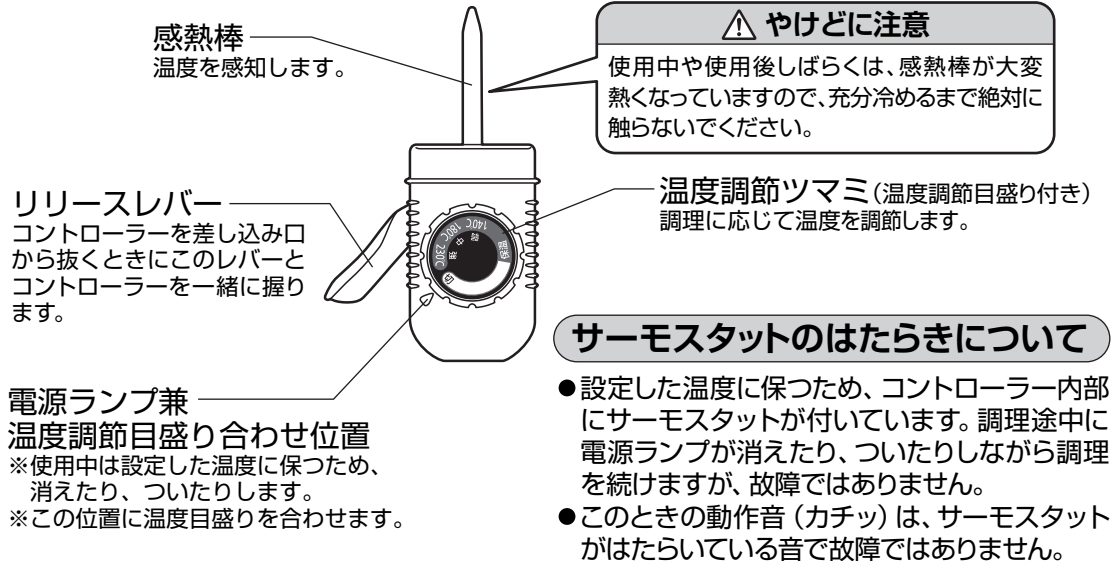 感熱棒
温度を感知します。
⚠ やけどに注意
使用中や使用後しばらくは、感熱棒が大変
熱くなっていますので、充分冷めるまで絶対に
触らないでください。
リリースレバー
コントローラーを差し込み口
から抜くときにこのレバーと
コントローラーを一緒に握り
ます。
温度調節ツマミ(温度調節目盛り付き)
調理に応じて温度を調節します。
230℃ 180℃ 140℃ 保温
強 中 弱
切
電源ランプ兼
温度調節目盛り合わせ位置
※使用中は設定した温度に保つため、
消えたり、ついたりします。
※この位置に温度目盛りを合わせます。
サーモスタットのはたらきについて
●設定した温度に保つため、コントローラー内部
にサーモスタットが付いています。調理途中に
電源ランプが消えたり、ついたりしながら調理
を続けますが、故障ではありません。
●このときの動作音(カチッ)は、サーモスタット
がはたらいている音で故障ではありません。